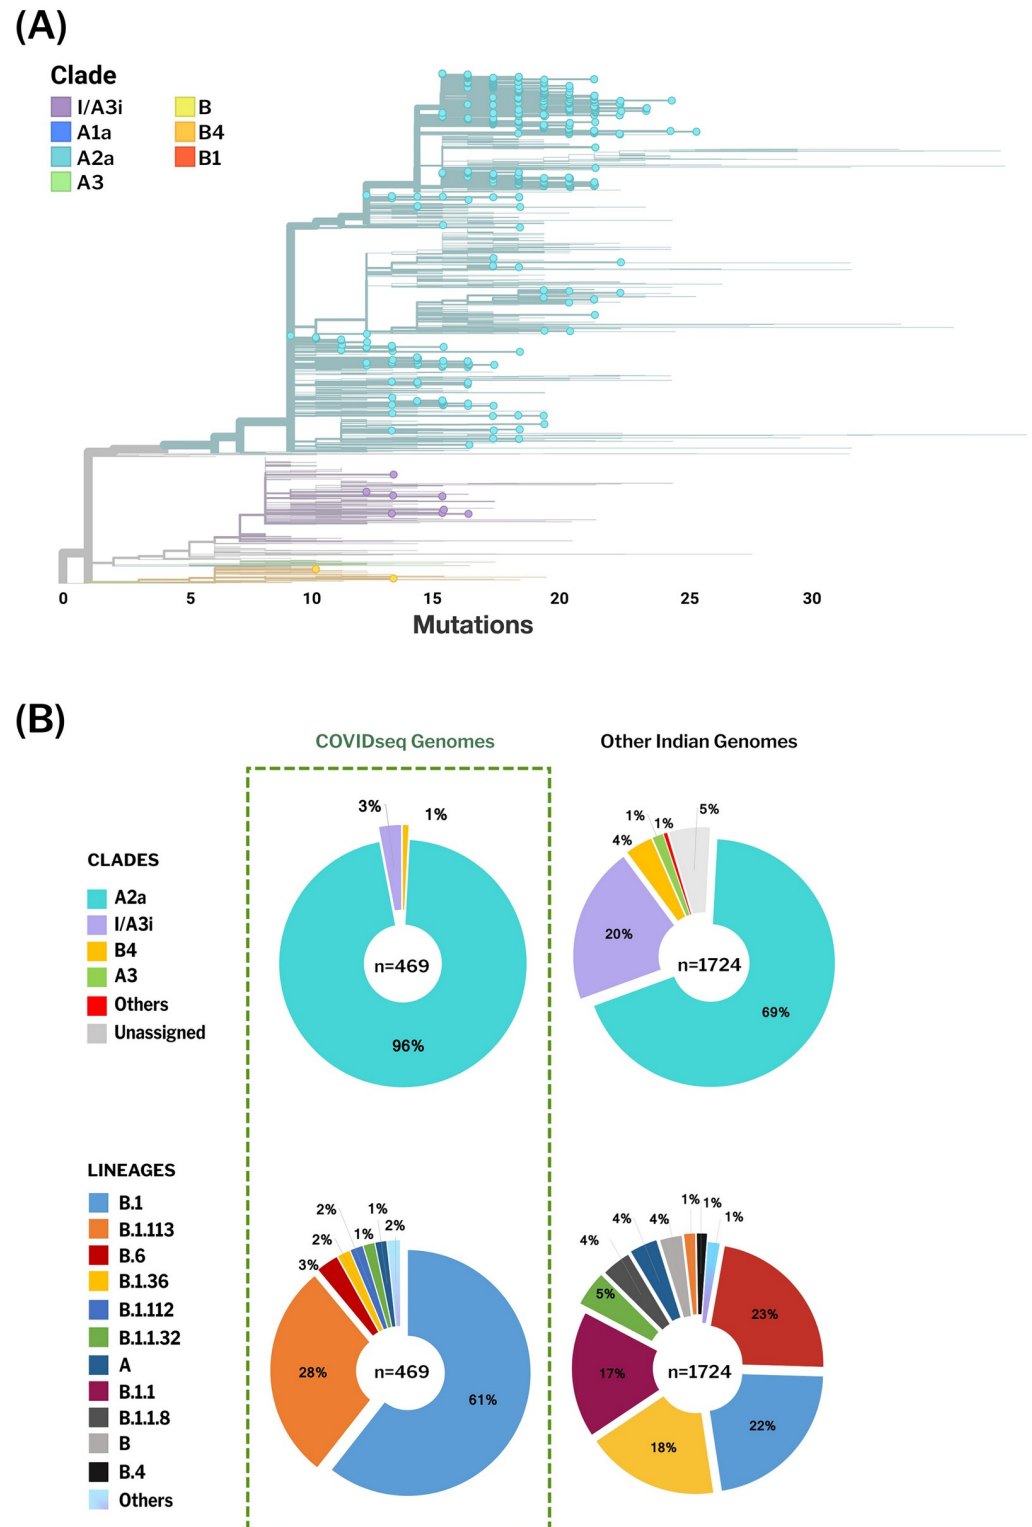 (A)
Clade
I/A3i
B
A1a
B4
A2a
B1
A3
0 5 10 15 20 25 30
Mutations
(B)
COVIDseq Genomes
Other Indian Genomes
3%
1%
1%
1%
5%
4%
CLADES
A2a
I/A3i
B4
A3
Others
Unassigned
20%
n=469
n=1724
69%
96%
LINEAGES
B.1
B.1.113
B.6
B.1.36
B.1.112
B.1.1.32
A
B.1.1
B.1.1.8
B
B.4
Others
2%
1%
2%
1%
2%
3%
28%
n=469
61%
1%
1%
1%
4%
4%
4%
5%
23%
17%
n=1724
22%
18%